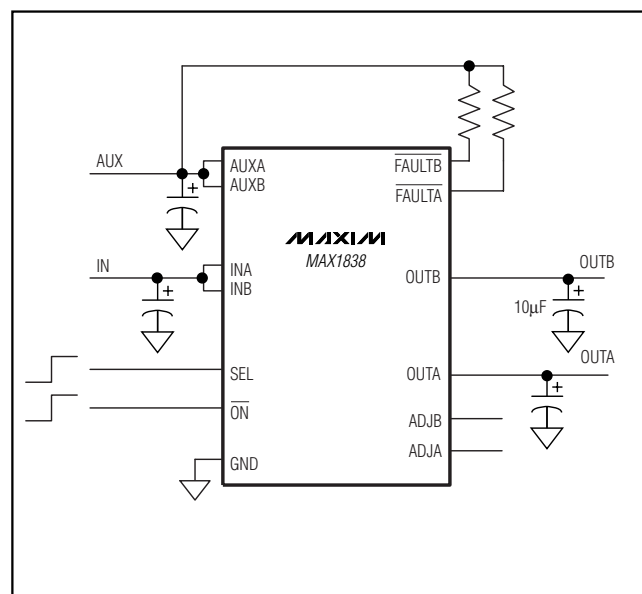 AUX
AUXA
AUXB
FAULTB
FAULTA
MAXIM
MAX1838
IN
INA
INB
OUTB
OUTB
10µF
+
+
+
+
SEL
OUTA
OUTA
ON
ADJB
ADJA
GND